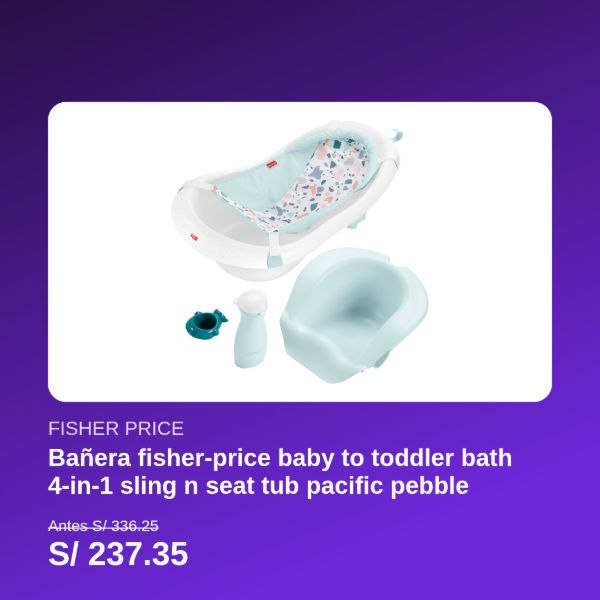 FISHER PRICE
Bañera fisher-price baby to toddler bath
4-in-1 sling n seat tub pacific pebble
Antes S/ 336.25
S/ 237.35